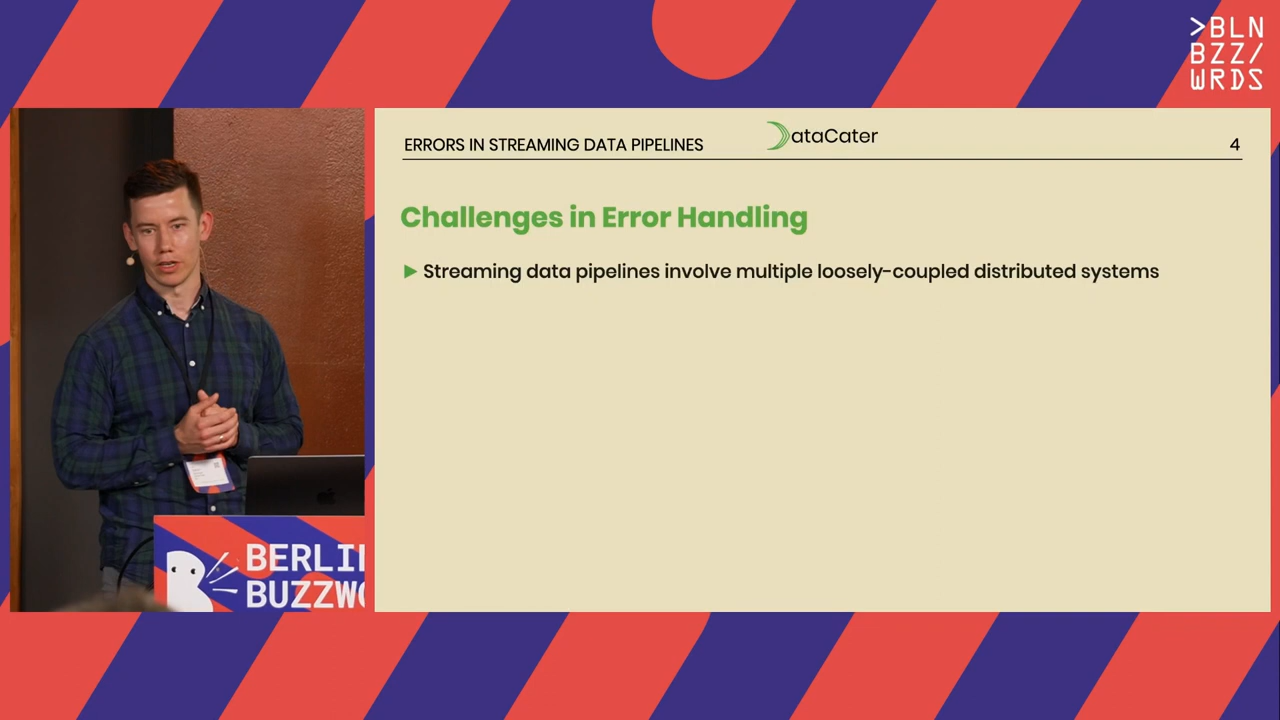 >BLN
BZZ/
WRDS
ERRORS IN STREAMING DATA PIPELINES
DataCater
4
Challenges in Error Handling
Streaming data pipelines involve multiple loosely-coupled distributed systems
BERLI
BUZZW